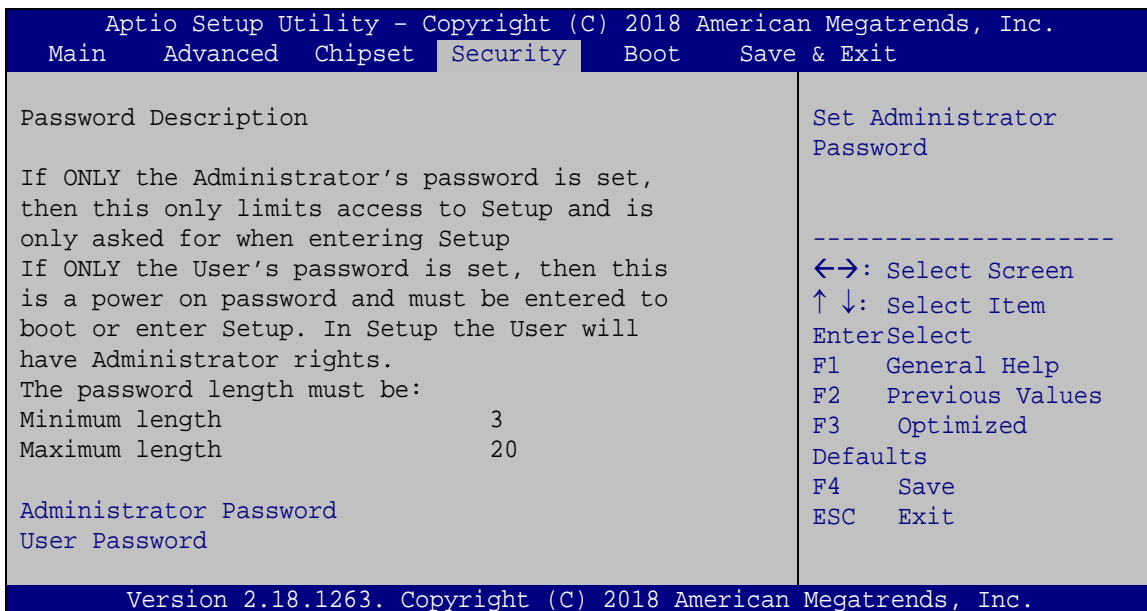 Aptio Setup Utility – Copyright (C) 2018 American Megatrends, Inc.
Main Advanced Chipset Security Boot Save & Exit
Password Description
If ONLY the Administrator's password is set,
then this only limits access to Setup and is
only asked for when entering Setup
If ONLY the User's password is set, then this
is a power on password and must be entered to
boot or enter Setup. In Setup the User will
have Administrator rights.
The password length must be:
Minimum length 3
Maximum length 20
Administrator Password
User Password
Set Administrator
Password
---------------------
←→: Select Screen
↑ ↓: Select Item
EnterSelect
F1 General Help
F2 Previous Values
F3 Optimized
Defaults
F4 Save
ESC Exit
Version 2.18.1263. Copyright (C) 2018 American Megatrends, Inc.